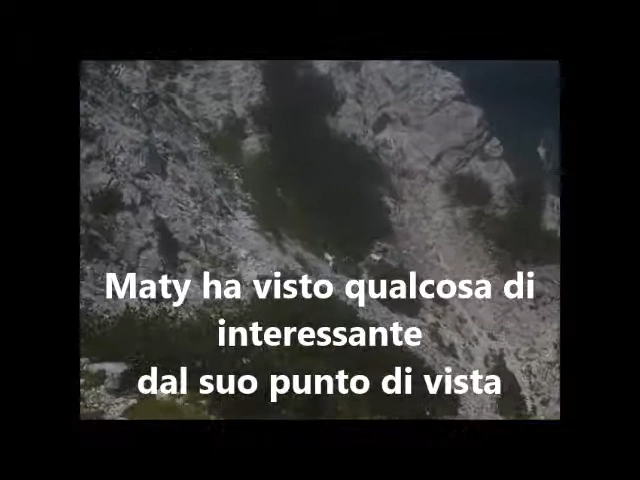 Maty ha visto qualcosa di
interessante
dal suo punto di vista